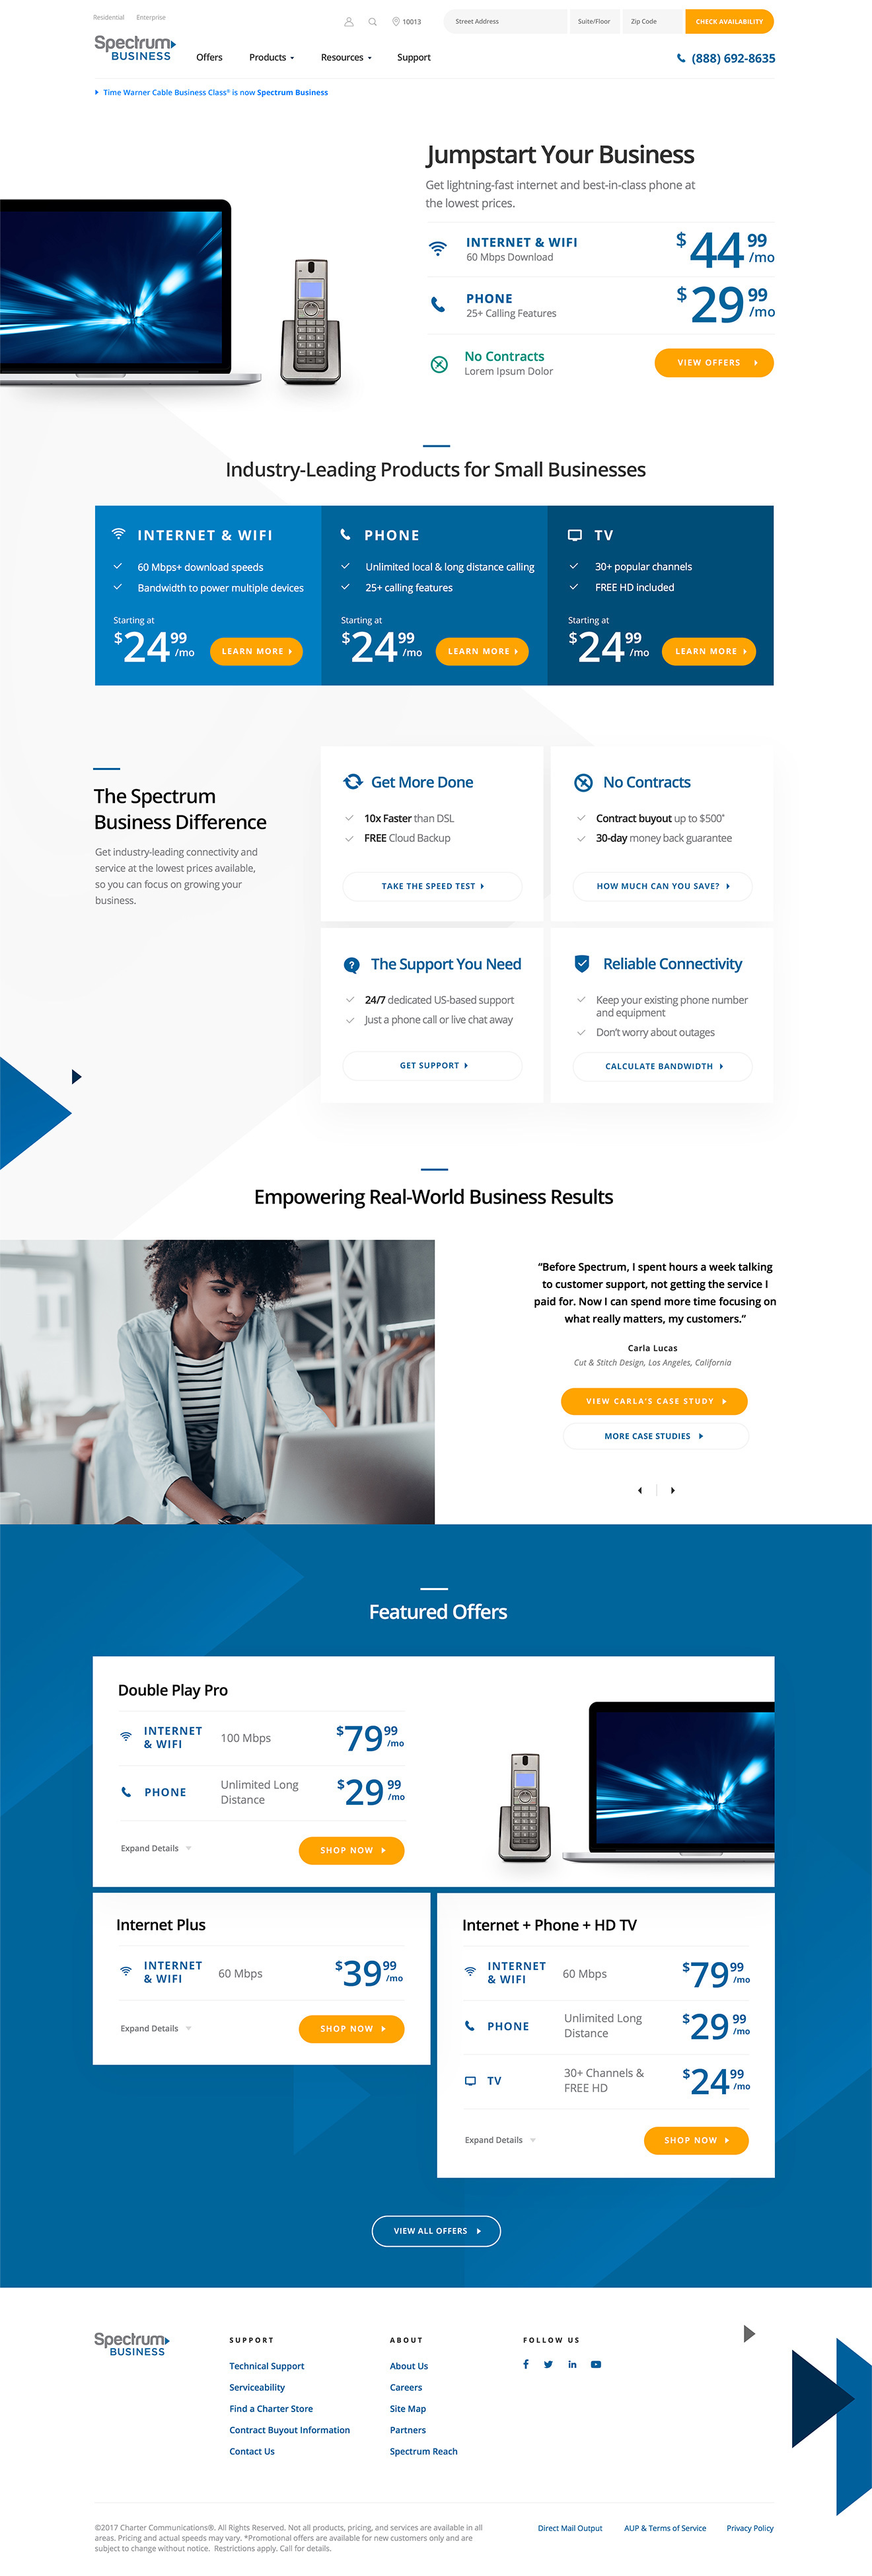 Residential Enterprise
10013
Street Address
Suite/Floor
Zip Code
CHECK AVAILABILITY
Spectrum
BUSINESS
Offers
Products
Resources
Support
(888) 692-8635
Time Warner Cable Business Class® is now Spectrum Business
Jumpstart Your Business
Get lightning-fast internet and best-in-class phone at
the lowest prices.
INTERNET & WIFI
60 Mbps Download
$44 99 /mo
PHONE
25+ Calling Features
$29 99 /mo
No Contracts
Lorem Ipsum Dolor
VIEW OFFERS
Industry-Leading Products for Small Businesses
INTERNET & WIFI
60 Mbps+ download speeds
Bandwidth to power multiple devices
Starting at
$24 99 /mo
LEARN MORE
PHONE
Unlimited local & long distance calling
25+ calling features
Starting at
$24 99 /mo
LEARN MORE
TV
30+ popular channels
FREE HD included
Starting at
$24 99 /mo
LEARN MORE
The Spectrum
Business Difference
Get industry-leading connectivity and
service at the lowest prices available,
so you can focus on growing your
business.
Get More Done
10x Faster than DSL
FREE Cloud Backup
TAKE THE SPEED TEST
No Contracts
Contract buyout up to $500*
30-day money back guarantee
HOW MUCH CAN YOU SAVE?
The Support You Need
24/7 dedicated US-based support
Just a phone call or live chat away
GET SUPPORT
Reliable Connectivity
Keep your existing phone number
and equipment
Don't worry about outages
CALCULATE BANDWIDTH
Empowering Real-World Business Results
“Before Spectrum, I spent hours a week talking
to customer support, not getting the service I
paid for. Now I can spend more time focusing on
what really matters, my customers.”
Carla Lucas
Cut & Stitch Design, Los Angeles, California
VIEW CARLA'S CASE STUDY
MORE CASE STUDIES
Featured Offers
Double Play Pro
INTERNET
& WIFI
100 Mbps
$79 99 /mo
PHONE
Unlimited Long
Distance
$29 99 /mo
Expand Details
SHOP NOW
Internet Plus
INTERNET
& WIFI
60 Mbps
$39 99 /mo
Expand Details
SHOP NOW
Internet + Phone + HD TV
INTERNET
& WIFI
60 Mbps
$79 99 /mo
PHONE
Unlimited Long
Distance
$29 99 /mo
TV
30+ Channels &
FREE HD
$24 99 /mo
Expand Details
SHOP NOW
VIEW ALL OFFERS
Spectrum
BUSINESS
SUPPORT
Technical Support
Serviceability
Find a Charter Store
Contract Buyout Information
Contact Us
ABOUT
About Us
Careers
Site Map
Partners
Spectrum Reach
FOLLOW US
©2017 Charter Communications®. All Rights Reserved. Not all products, pricing, and services are available in all
areas. Pricing and actual speeds may vary. *Promotional offers are available for new customers only and are
subject to change without notice. Restrictions apply. Call for details.
Direct Mail Output
AUP & Terms of Service
Privacy Policy